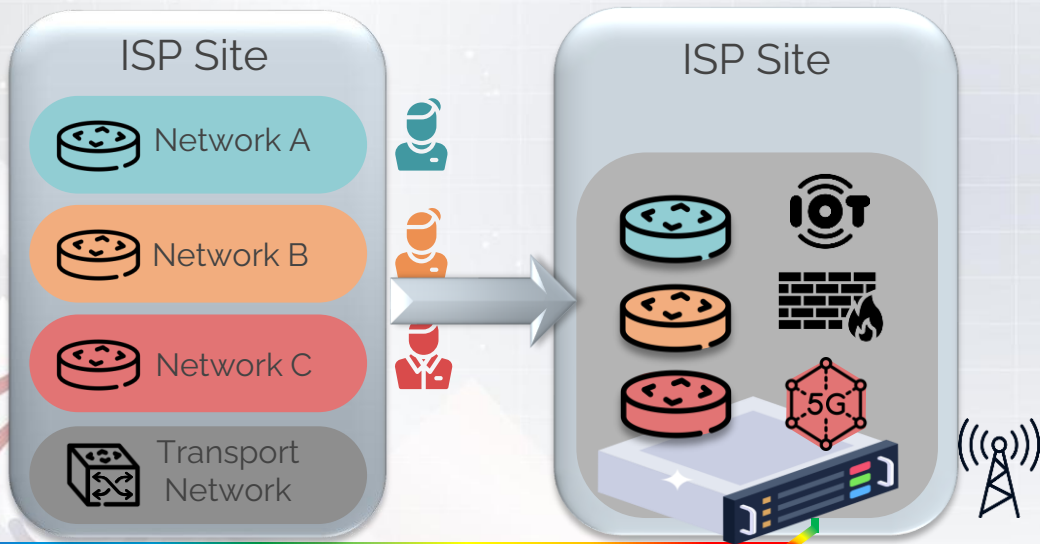 ISP Site
Network A
Network B
Network C
Transport
Network
ISP Site
IOT
5G